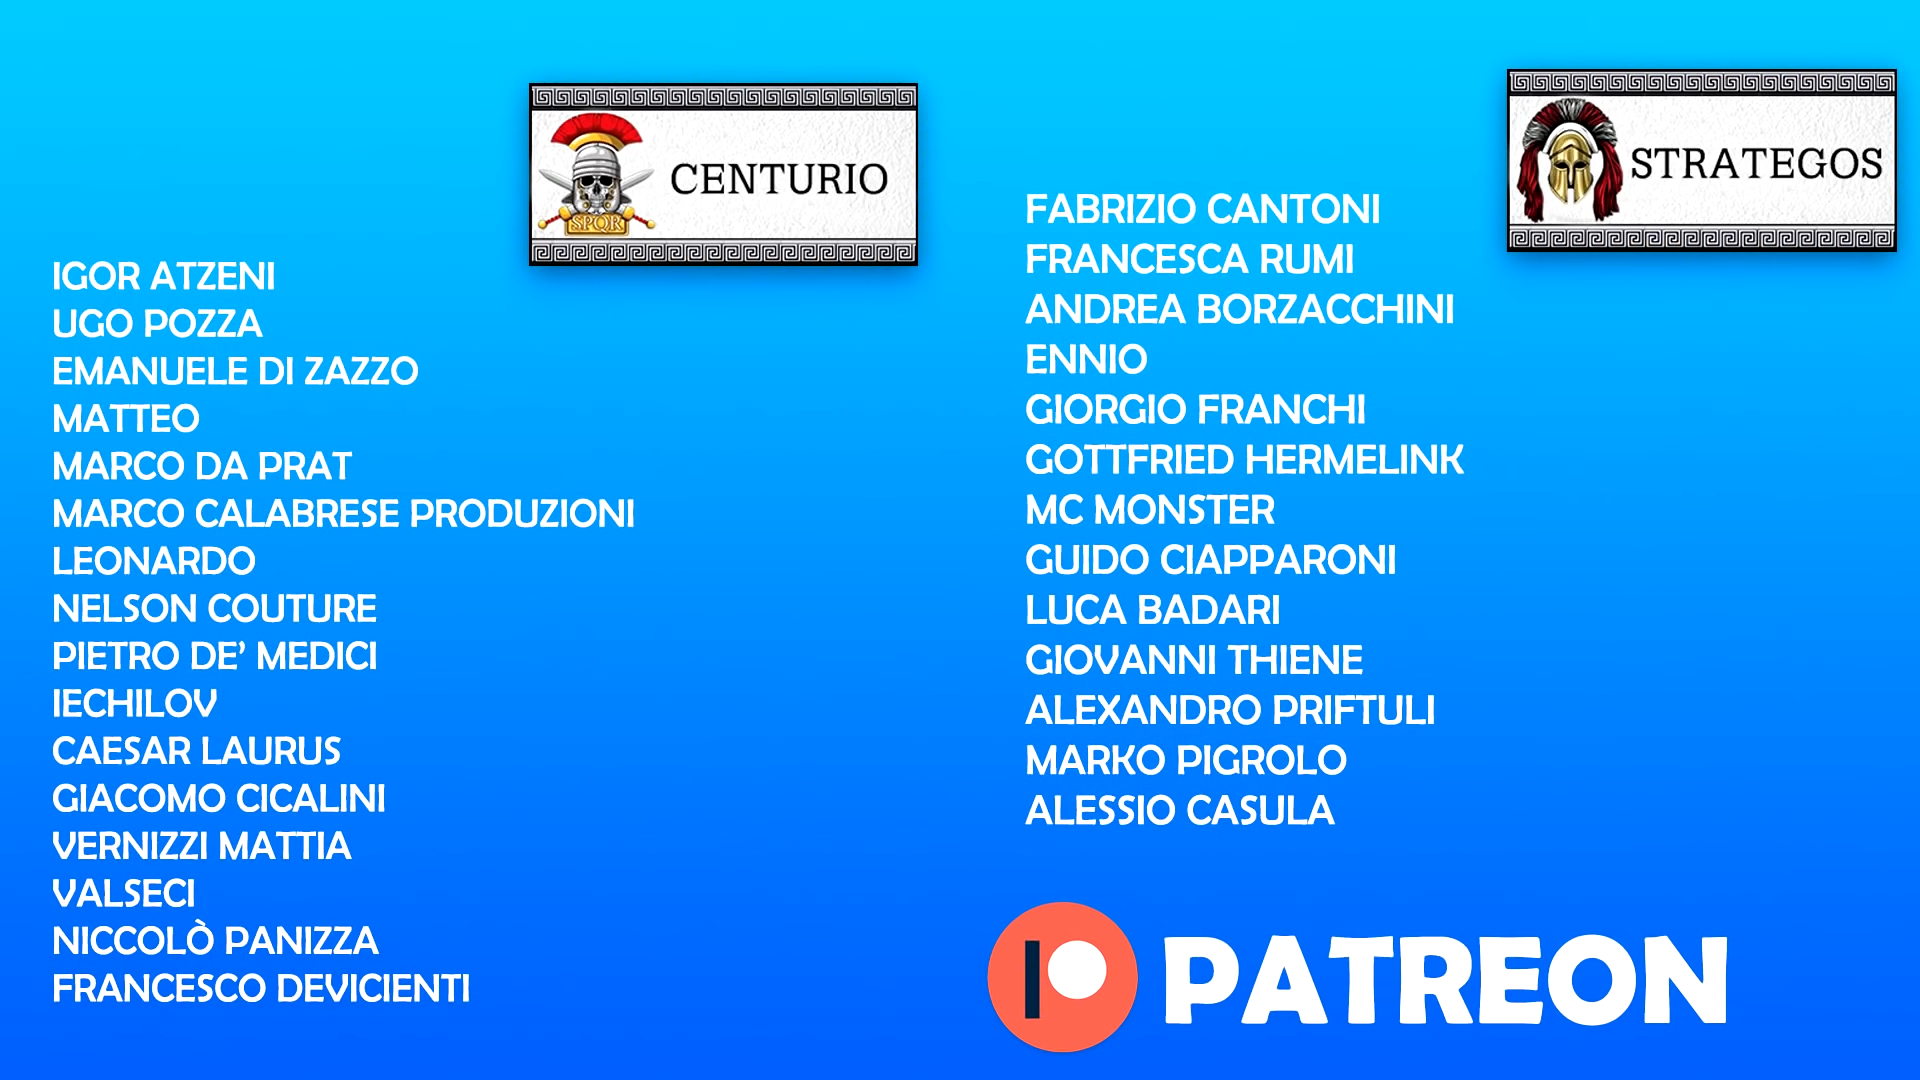 CENTURIO
SPQR
IGOR ATZENI
UGO POZZA
EMANUELE DI ZAZZO
MATTEO
MARCO DA PRAT
MARCO CALABRESE PRODUZIONI
LEONARDO
NELSON COUTURE
PIETRO DE’ MEDICI
IECHILOV
CAESAR LAURUS
GIACOMO CICALINI
VERNIZZI MATTIA
VALSECI
NICCOLÒ PANIZZA
FRANCESCO DEVICIENTI
STRATEGOS
FABRIZIO CANTONI
FRANCESCA RUMI
ANDREA BORZACCHINI
ENNIO
GIORGIO FRANCHI
GOTTFRIED HERMELINK
MC MONSTER
GUIDO CIAPPARONI
LUCA BADARI
GIOVANNI THIENE
ALEXANDRO PRIFTULI
MARKO PIGROLO
ALESSIO CASULA
PATREON